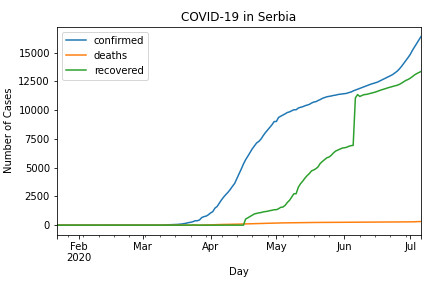 COVID-19 in Serbia
confirmed
deaths
recovered
Number of Cases
15000
12500
10000
7500
5000
2500
0
Feb Mar Apr May Jun Jul
2020
Day